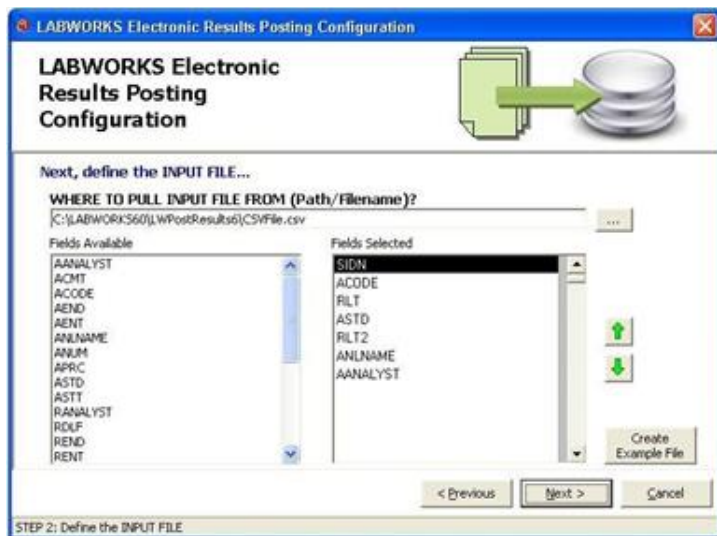 LABWORKS Electronic Results Posting Configuration
LABWORKS Electronic
Results Posting
Configuration
Next, define the INPUT FILE...
WHERE TO PULL INPUT FILE FROM (Path/Filename)?
C:\LABWORKS60\LWPostResults6\CSVFile.csv
...
Fields Available
AANALYST
ACMT
ACODE
AEND
AENT
ANLNAME
ANUM
APRC
ASTD
ASTT
RANALYST
RDLF
REND
RENT
Fields Selected
SIDN
ACODE
RLT
ASTD
RLT2
ANLNAME
AANALYST
Create
Example File
< Previous
Next >
Cancel
STEP 2: Define the INPUT FILE